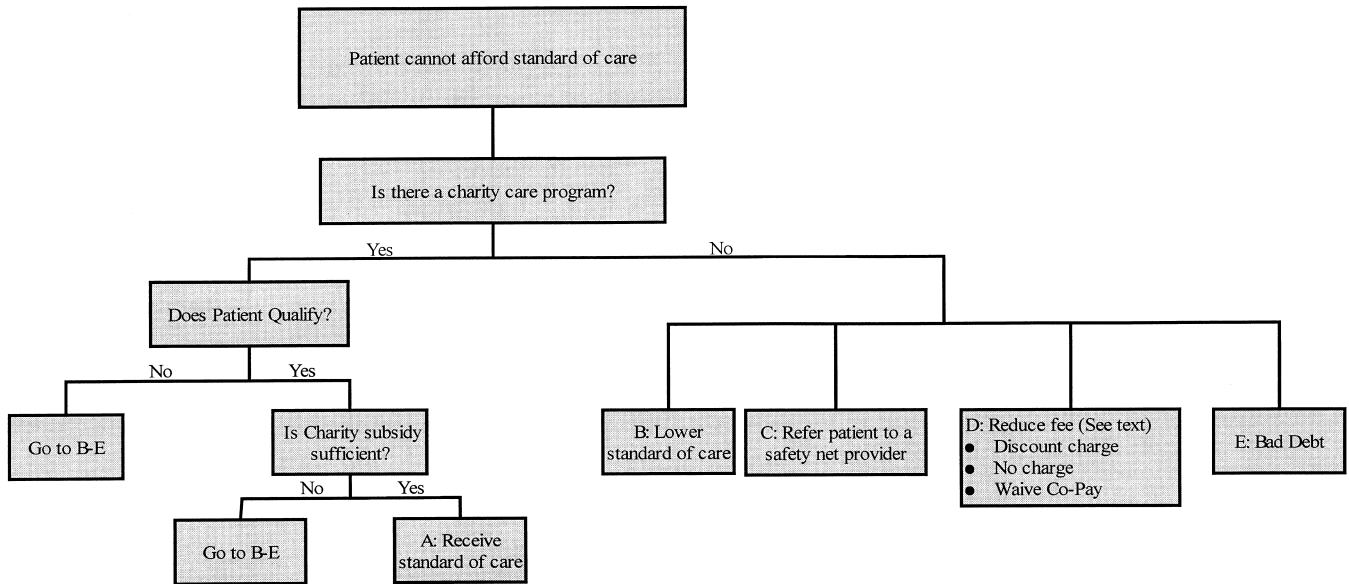 Patient cannot afford standard of care
Is there a charity care program?
Yes
No
Does Patient Qualify?
No
Yes
Go to B-E
Is Charity subsidy
sufficient?
No
Yes
Go to B-E
A: Receive
standard of care
B: Lower
standard of care
C: Refer patient to a
safety net provider
D: Reduce fee (See text)
● Discount charge
● No charge
● Waive Co-Pay
E: Bad Debt